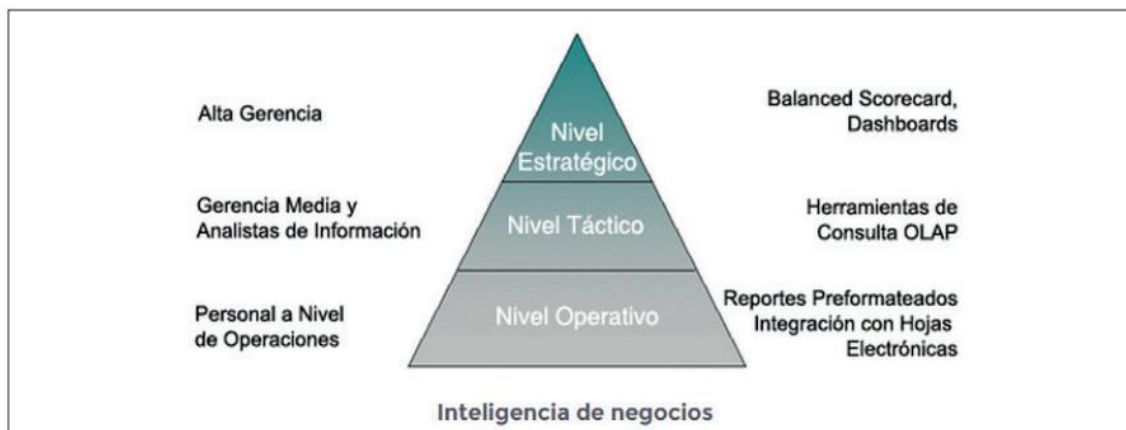 Alta Gerencia
Nivel
Estratégico
Balanced Scorecard,
Dashboards
Gerencia Media y
Analistas de Información
Nivel Táctico
Herramientas de
Consulta OLAP
Personal a Nivel
de Operaciones
Nivel Operativo
Reportes Preformateados
Integración con Hojas
Electrónicas
Inteligencia de negocios